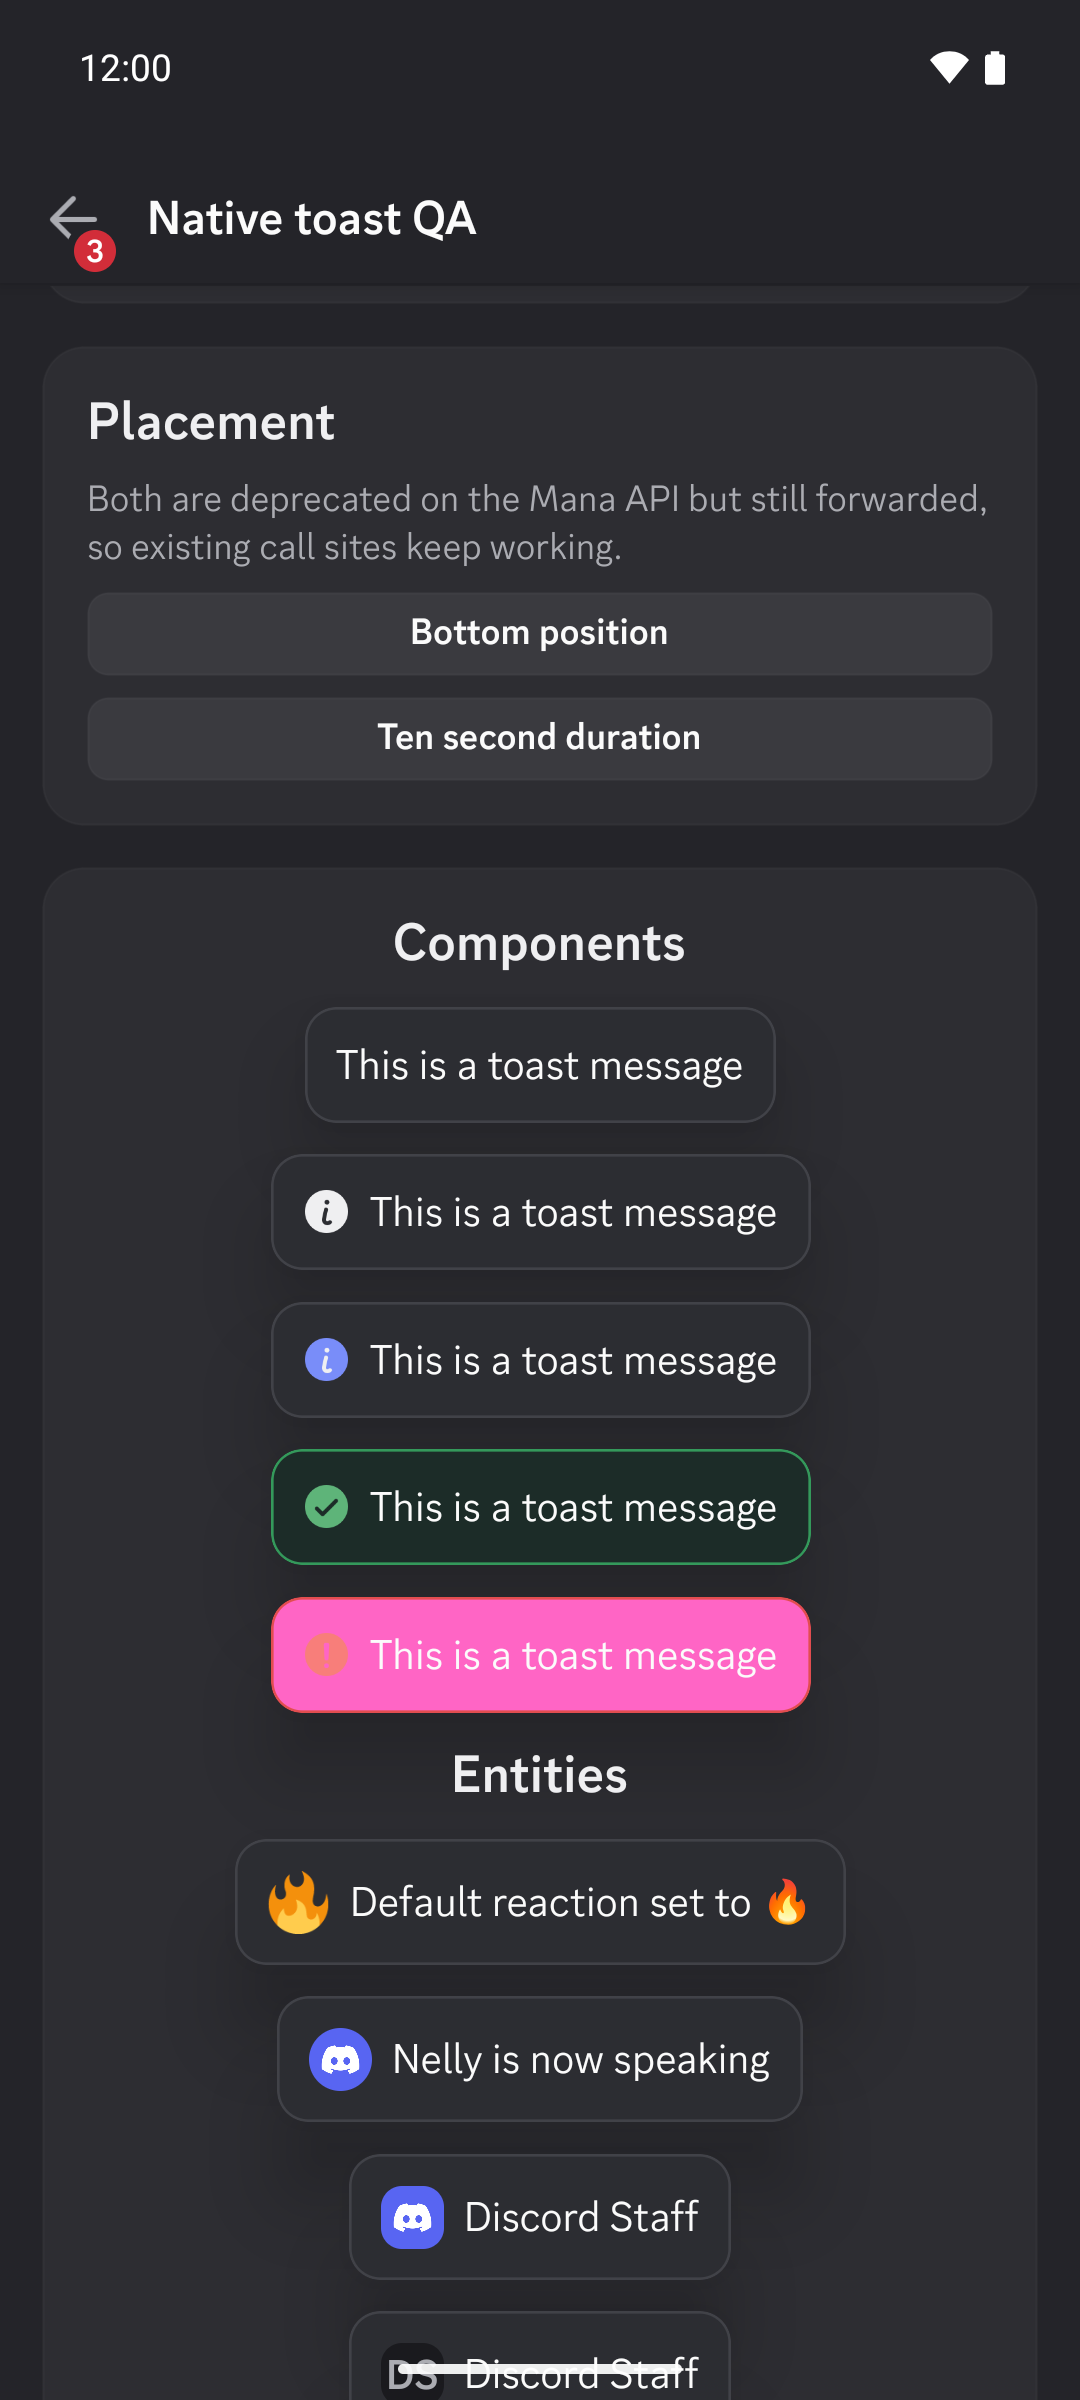 12:00
3
Native toast QA
Placement
Both are deprecated on the Mana API but still forwarded,
so existing call sites keep working.
Bottom position
Ten second duration
Components
This is a toast message
This is a toast message
This is a toast message
This is a toast message
This is a toast message
Entities
Default reaction set to 🔥
Nelly is now speaking
Discord Staff
DS Discord Staff